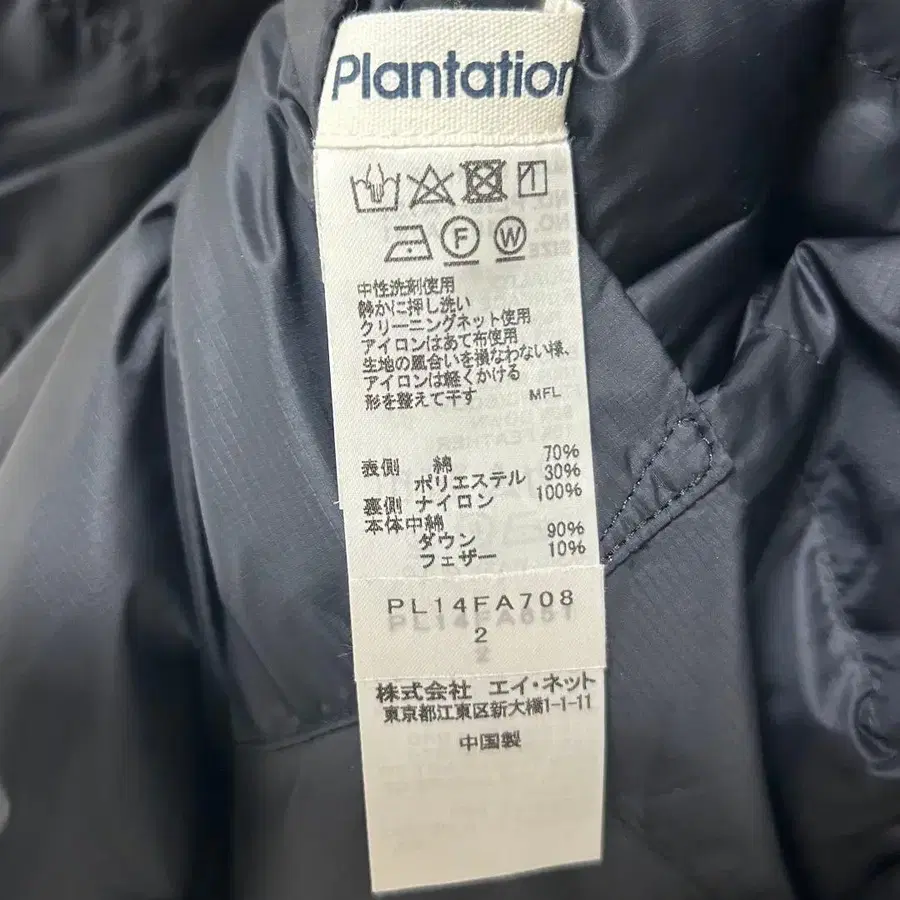 Plantation
F W
中性洗剤使用
静かに押し洗い
クリーニングネット使用
アイロンはあて布使用
生地の風合いを損なわない様、
アイロンは軽くかける
形を整えて干す MFL
表側 綿 70%
ポリエステル 30%
裏側 ナイロン 100%
本体中綿
ダウン 90%
フェザー 10%
PL14FA708
2
株式会社 エイ・ネット
東京都江東区新大橋1-1-11
中国製